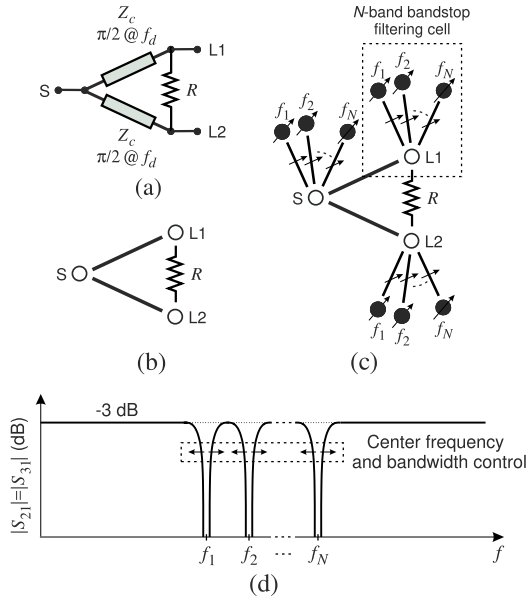 Z_c
π/2 @ f_d
S
L1
R
L2
Z_c
π/2 @ f_d
(a)
L1
S
R
L2
(b)
N-band bandstop
filtering cell
f_1
f_2
f_N
f_1
f_2
f_N
L1
S
R
L2
f_1
f_2
f_N
(c)
|S_21|=|S_31| (dB)
-3 dB
Center frequency
and bandwidth control
f_1
f_2
f_N
f
(d)